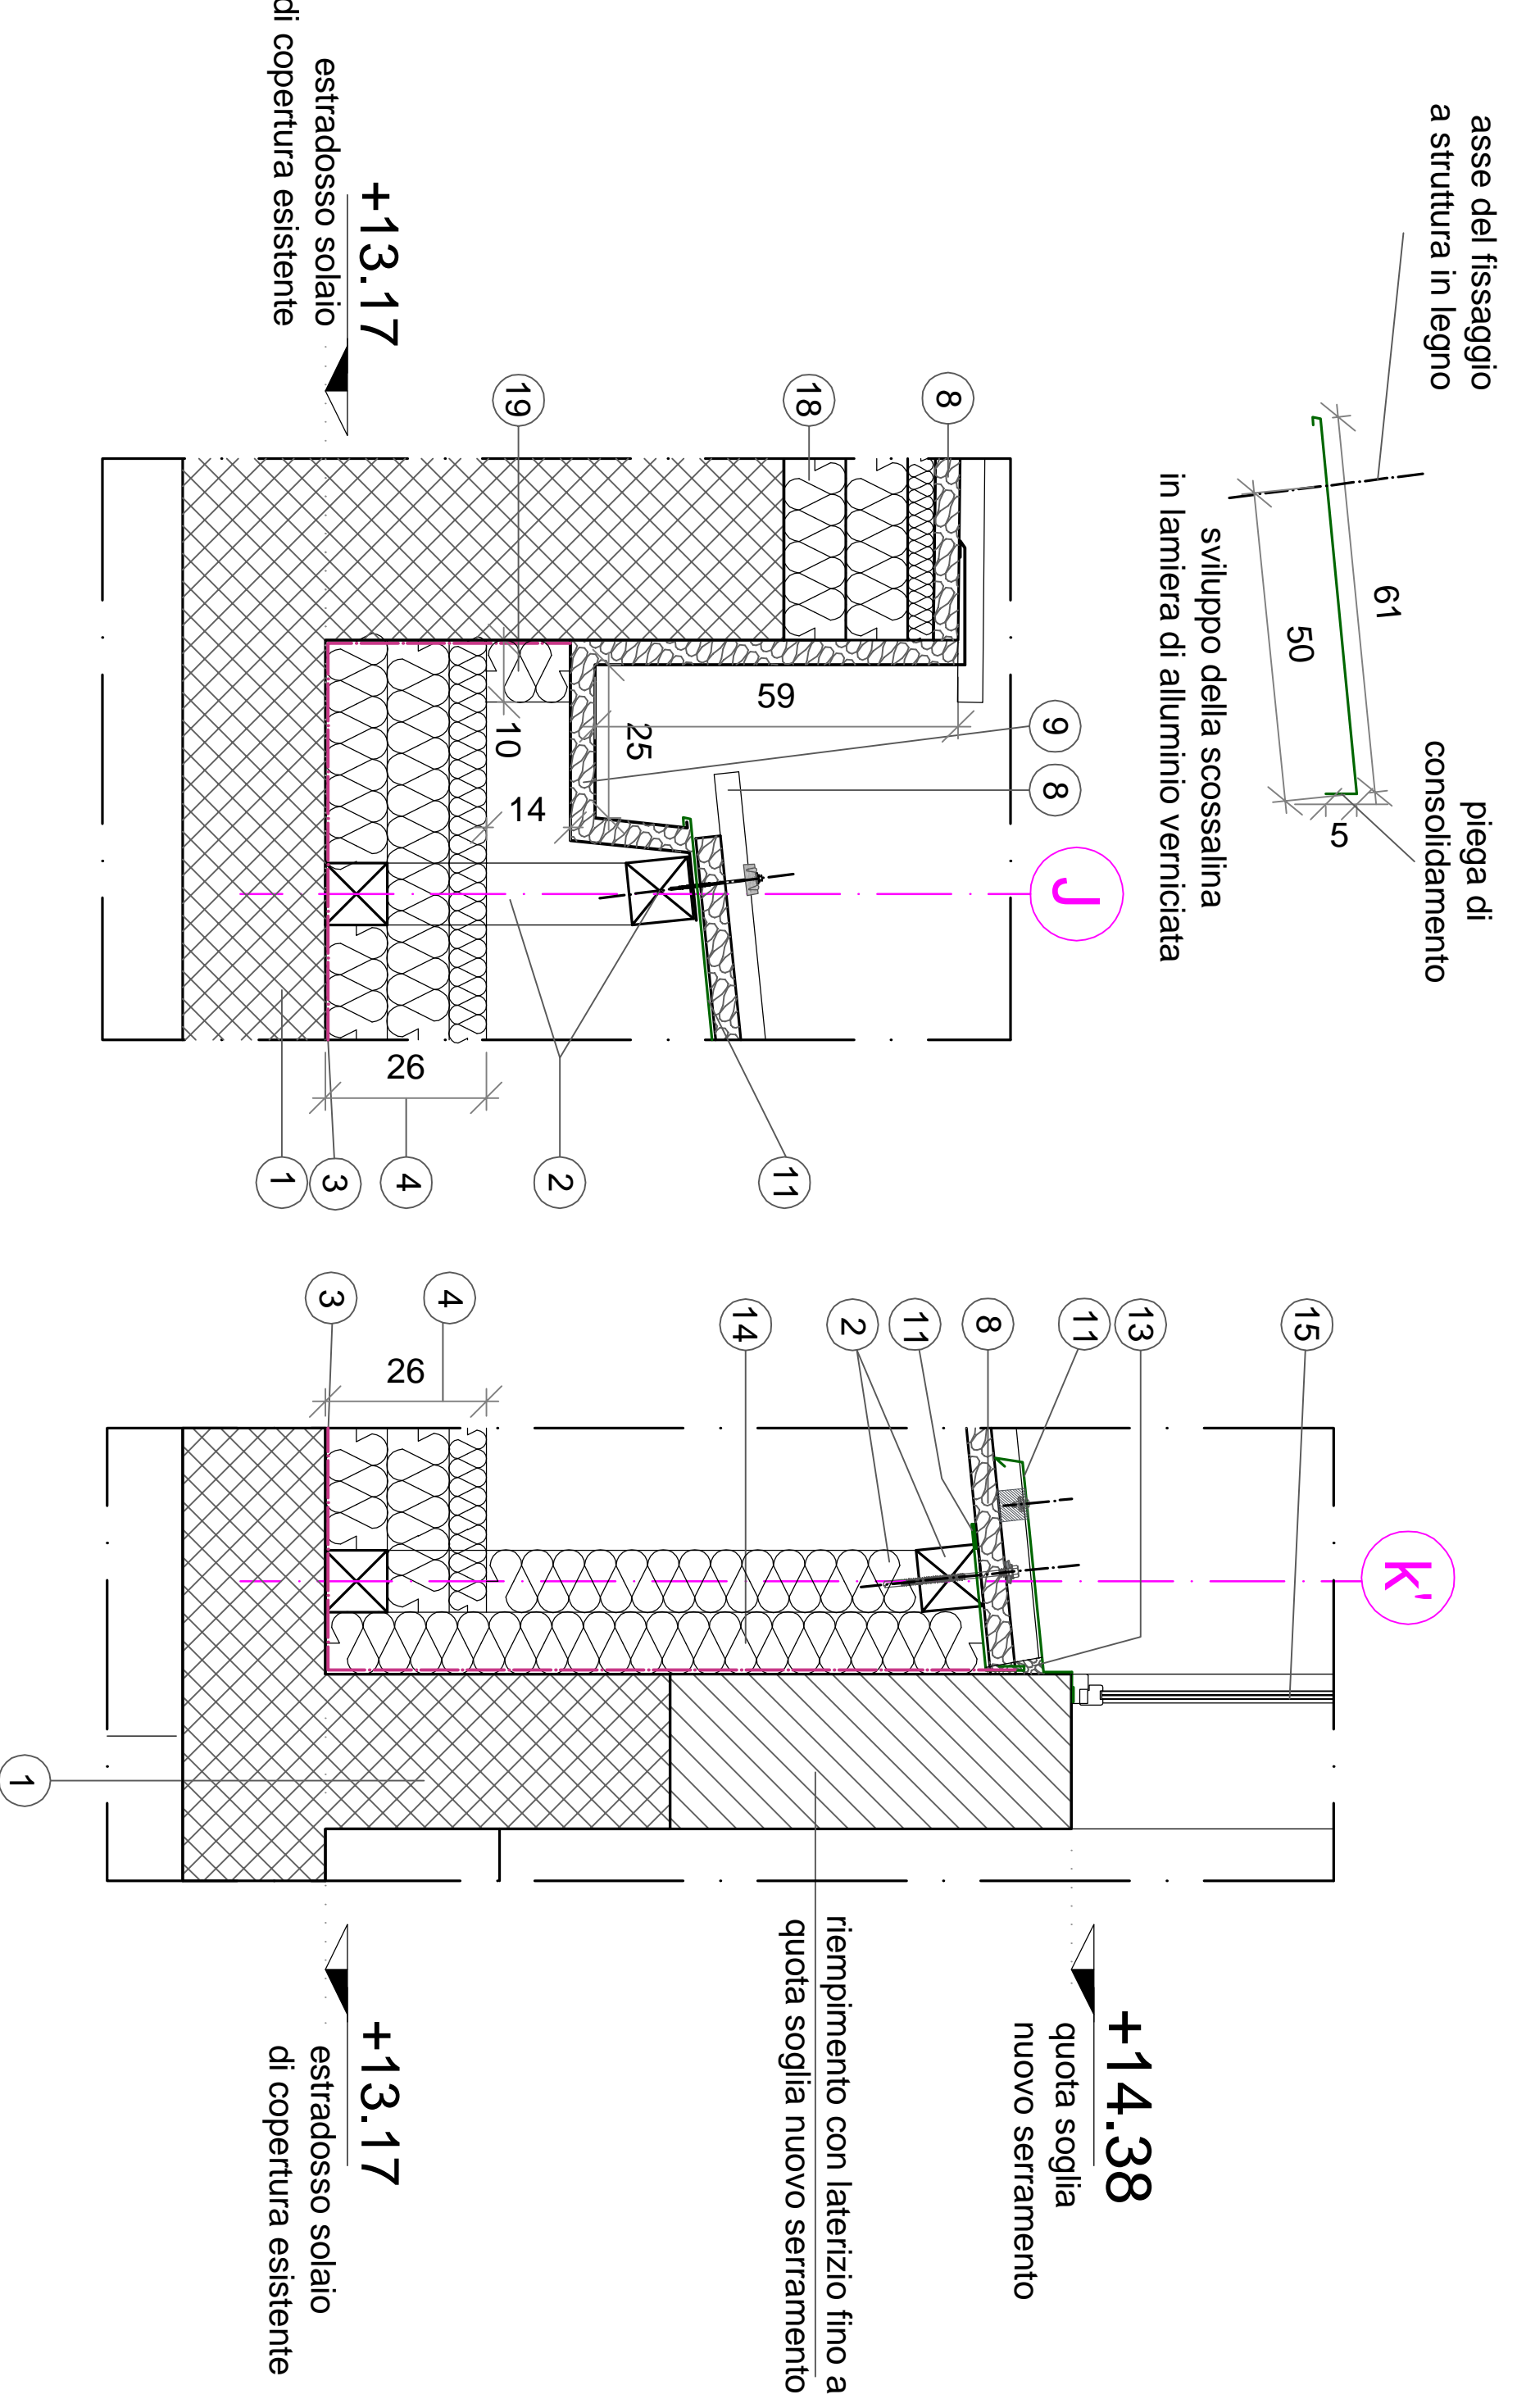 asse del fissaggio
a struttura in legno
61
50
5
piega di
consolidamento
sviluppo della scossalina
in lamiera di alluminio verniciata
+13.17
estradosso solaio
di copertura esistente
8
18
19
59
25
10
14
9
8
J
26
11
2
4
3
1
15
13
11
8
11
2
14
4
3
26
k'
1
+14.38
quota soglia
nuovo serramento
riempimento con laterizio fino a
quota soglia nuovo serramento
+13.17
estradosso solaio
di copertura esistente